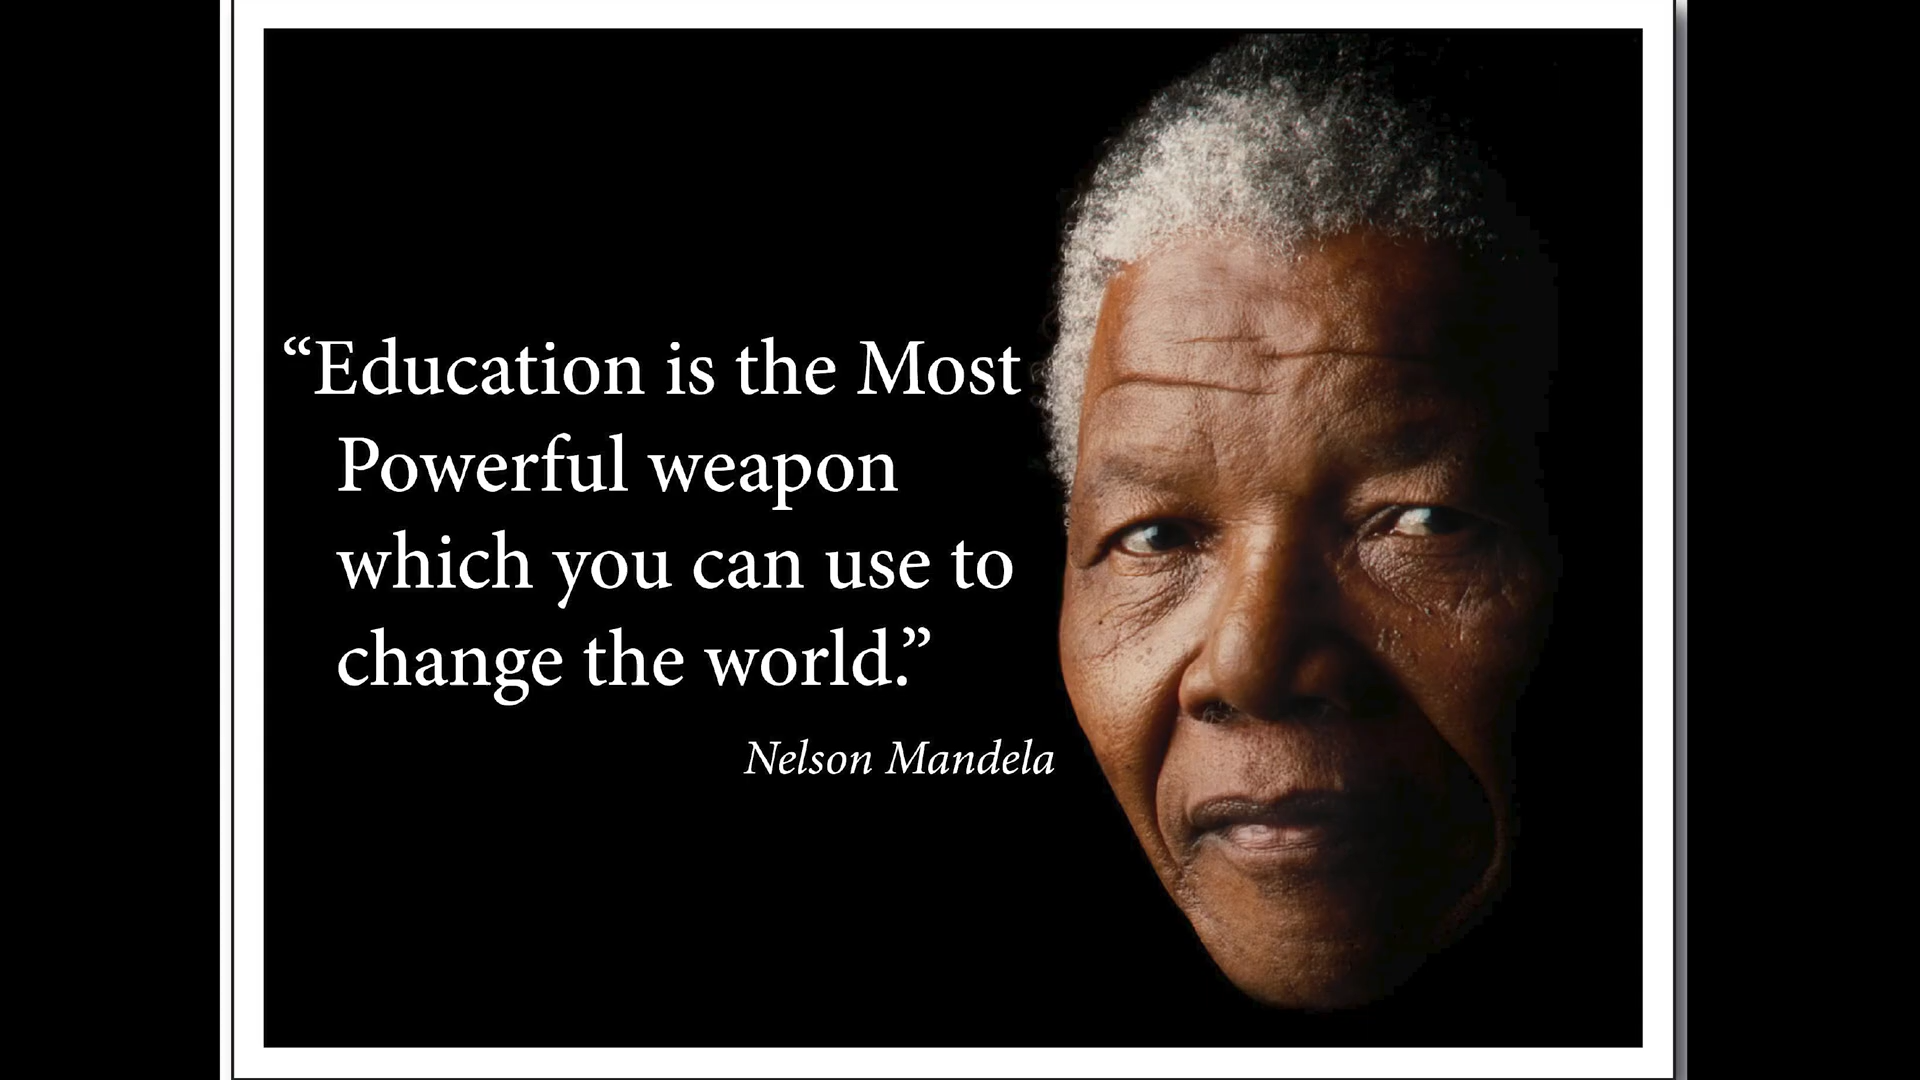 “Education is the Most
Powerful weapon
which you can use to
change the world.”
Nelson Mandela